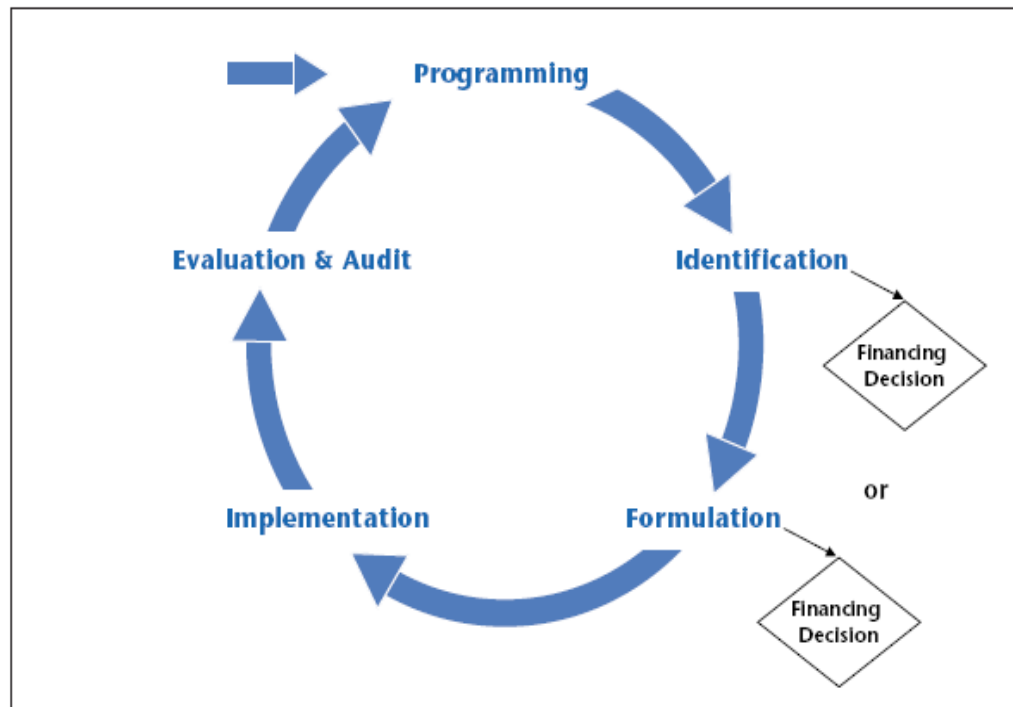 Programming
Evaluation & Audit
Identification
Financing
Decision
or
Implementation
Formulation
Financing
Decision